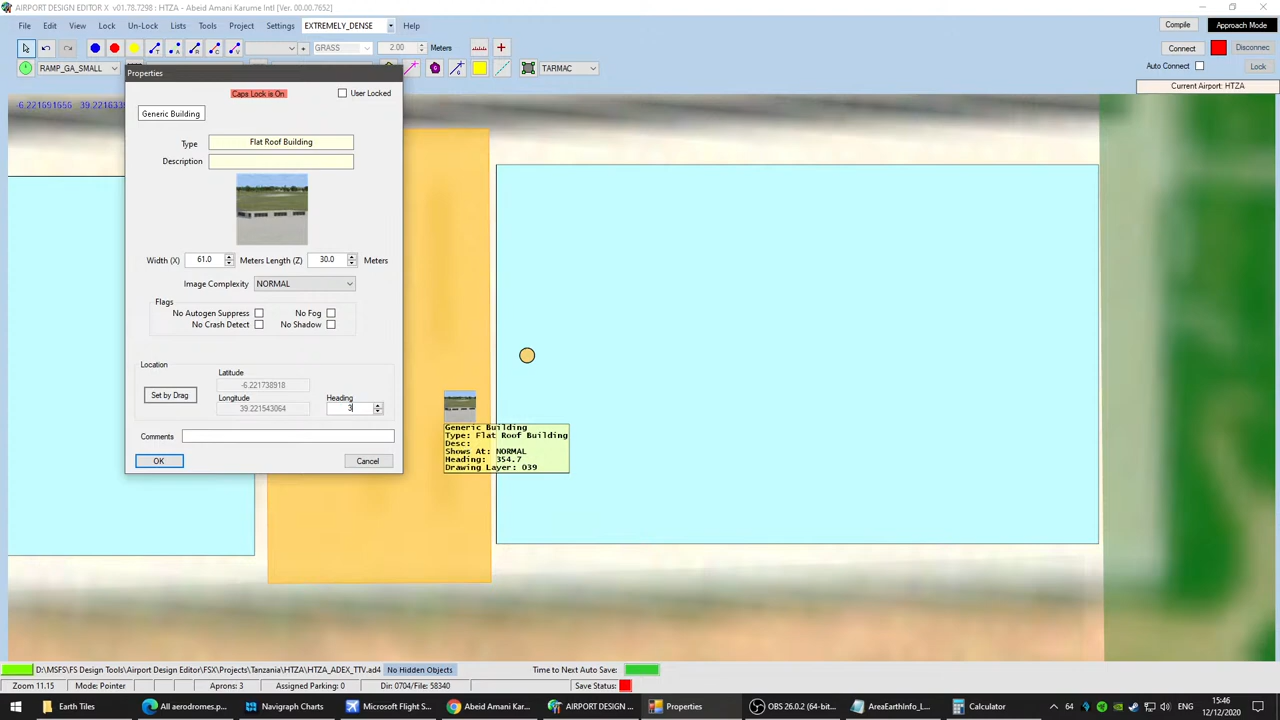 AIRPORT DESIGN EDITOR X v01.78.7298 : HTZA - Abeid Amani Karume Intl [Ver. 00.00.7652]
File Edit View Lock Un-Lock Lists Tools Project Settings EXTREMELY_DENSE Help
Compile Approach Mode
GRASS 2.00 Meters
Connect Disconnec
RAMP_GA_SMALL TARMAC
Auto Connect Lock
Properties
Current Airport: HTZA
Caps Lock is On User Locked
Generic Building
Type Flat Roof Building
Description
Width (X) 61.0 Meters Length (Z) 30.0 Meters
Image Complexity NORMAL
Flags
No Autogen Suppress No Fog
No Crash Detect No Shadow
Location
Latitude
-6.221738918
Set by Drag
Longitude Heading
39.221543064 3
Comments
OK Cancel
Generic Building
Type: Flat Roof Building
Desc:
Shows At: NORMAL
Heading: 354.7
Drawing Layer: 039
D:\MSFS\FS Design Tools\Airport Design Editor\FSX\Projects\Tanzania\HTZA\HTZA_ADEX_TTV.ad4 No Hidden Objects Time to Next Auto Save:
Zoom 11.15 Mode: Pointer Aprons: 3 Assigned Parking: 0 Dir: 0704/File: 58340 Save Status:
Earth Tiles All aerodromes.pdf ... Navigraph Charts Microsoft Flight S... Abeid Amani Kar... AIRPORT DESIGN ... Properties OBS 26.0.2 (64-bit... AreaEarthInfo_L... Calculator 64 ENG 15:46
12/12/2020